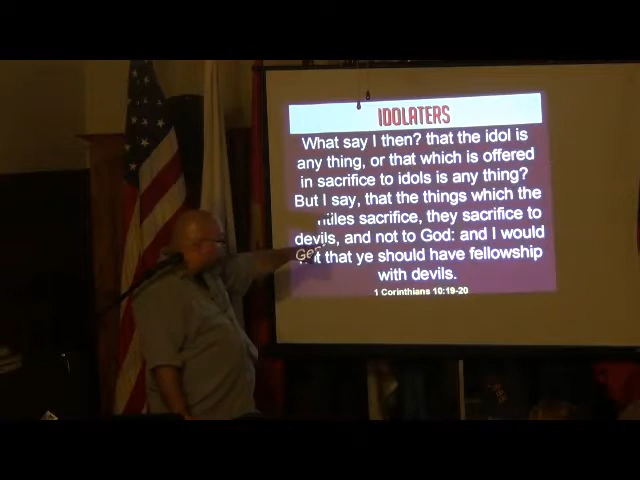 IDOLATERS
What say I then? that the idol is
any thing, or that which is offered
in sacrifice to idols is any thing?
But I say, that the things which the
Gentiles sacrifice, they sacrifice to
devils, and not to God: and I would
not that ye should have fellowship
with devils.
1 Corinthians 10:19-20